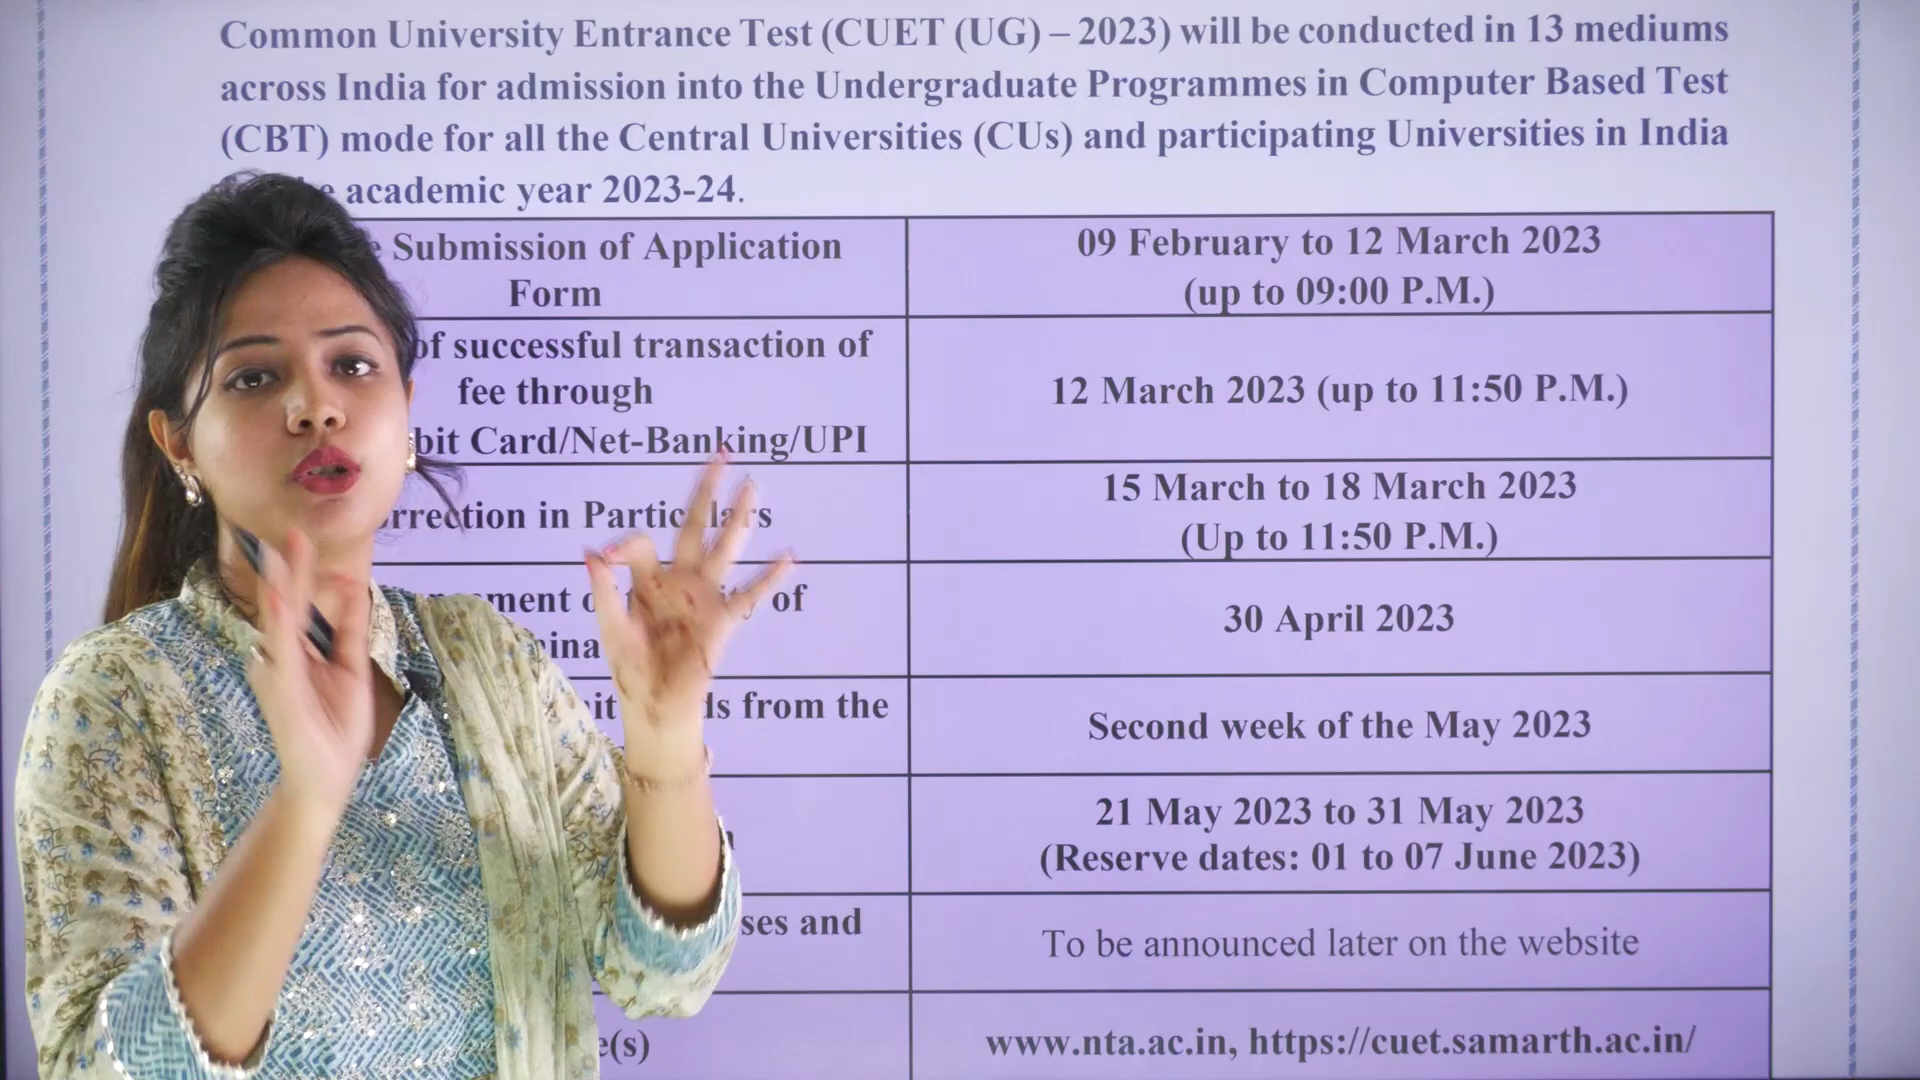 Common University Entrance Test (CUET (UG) – 2023) will be conducted in 13 mediums
across India for admission into the Undergraduate Programmes in Computer Based Test
(CBT) mode for all the Central Universities (CUs) and participating Universities in India
academic year 2023-24.
Submission of Application
Form
09 February to 12 March 2023
(up to 09:00 P.M.)
of successful transaction of
fee through
Card/Net-Banking/UPI
12 March 2023 (up to 11:50 P.M.)
in Particulars
15 March to 18 March 2023
(Up to 11:50 P.M.)
of
30 April 2023
from the
Second week of the May 2023
21 May 2023 to 31 May 2023
(Reserve dates: 01 to 07 June 2023)
and
To be announced later on the website
www.nta.ac.in, https://cuet.samarth.ac.in/